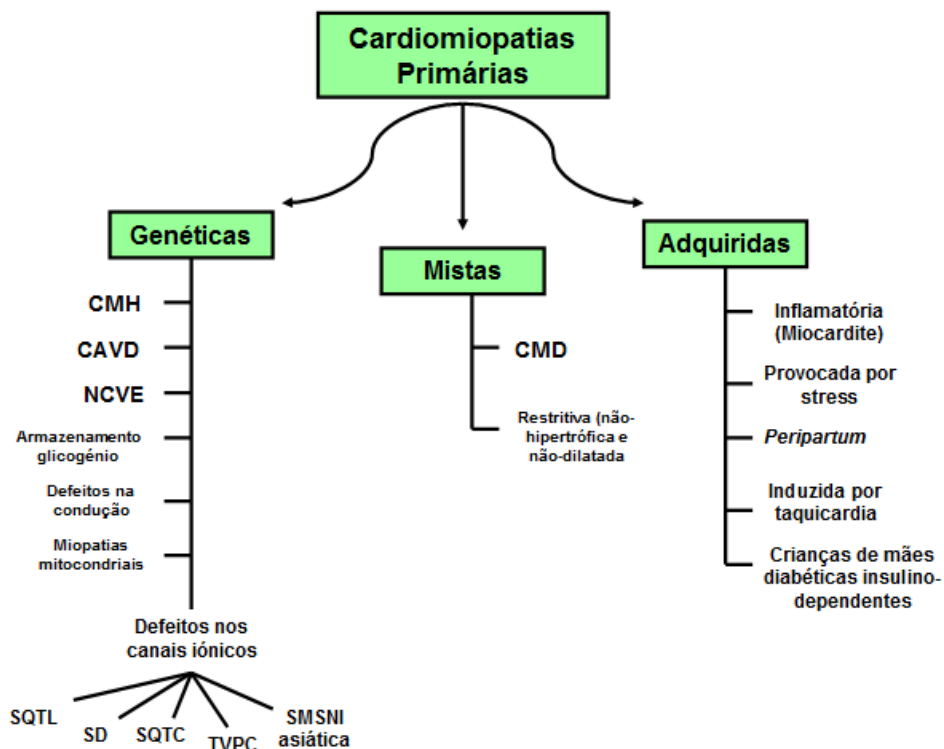 Cardiomiopatias
Primárias
Genéticas
CMH
CAVD
NCVE
Armazenamento
glicogénio
Defeitos na
condução
Miopatias
mitocondriais
Defeitos nos
canais iónicos
SQTL
SD
SQTC
TVPC
SMSNI
asiática
Mistas
CMD
Restritiva (não-
hipertrófica e
não-dilatada
Adquiridas
Inflamatória
(Miocardite)
Provocada por
stress
Peripartum
Induzida por
taquicardia
Crianças de mães
diabéticas insulino-
dependentes